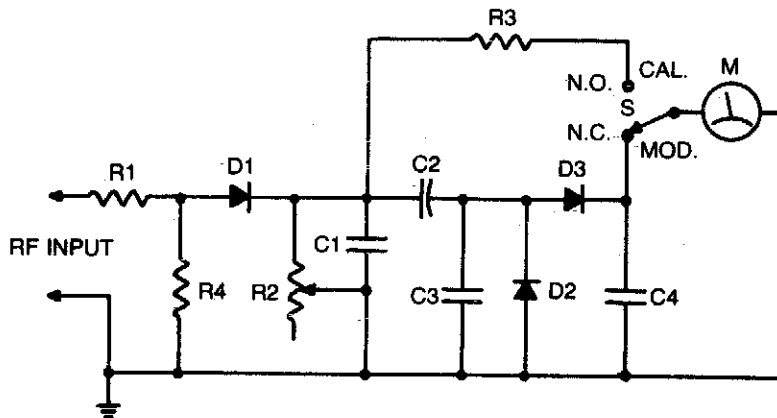 R3
N.O.
CAL.
M
S
N.C.
MOD.
R1
D1
C2
D3
RF INPUT
C1
R4
R2
C3
D2
C4